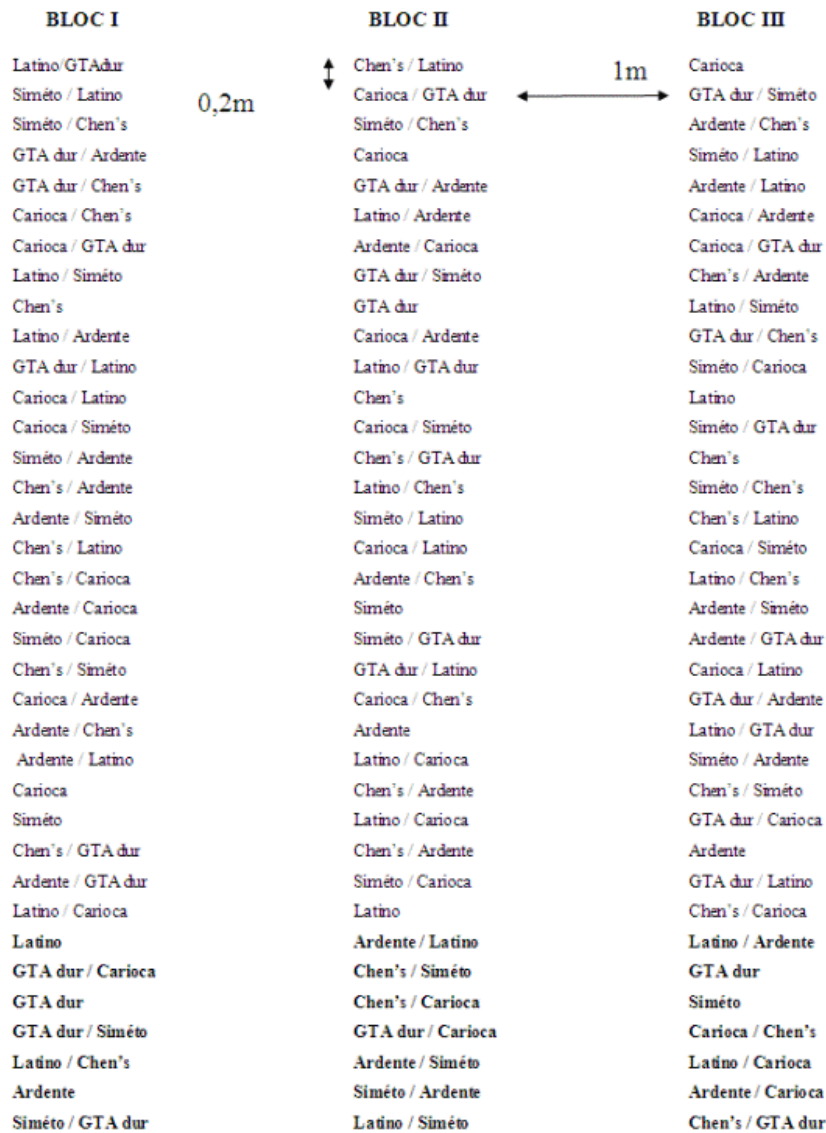 BLOC I BLOC II BLOC III
Latino/GTAdur Chen's / Latino 1m Carioca
Siméto / Latino 0,2m Carioca / GTA dur GTA dur / Siméto
Siméto / Chen's Siméto / Chen's Ardente / Chen's
GTA dur / Ardente Carioca Siméto / Latino
GTA dur / Chen's GTA dur / Ardente Ardente / Latino
Carioca / Chen's Latino / Ardente Carioca / Ardente
Carioca / GTA dur Ardente / Carioca Carioca / GTA dur
Latino / Siméto GTA dur / Siméto Chen's / Ardente
Chen's GTA dur Latino / Siméto
Latino / Ardente Carioca / Ardente GTA dur / Chen's
GTA dur / Latino Latino / GTA dur Siméto / Carioca
Carioca / Latino Chen's Latino
Carioca / Siméto Carioca / Siméto Siméto / GTA dur
Siméto / Ardente Chen's / GTA dur Chen's
Chen's / Ardente Latino / Chen's Siméto / Chen's
Ardente / Siméto Siméto / Latino Chen's / Latino
Chen's / Latino Carioca / Latino Carioca / Siméto
Chen's / Carioca Ardente / Chen's Latino / Chen's
Ardente / Carioca Siméto Ardente / Siméto
Siméto / Carioca Siméto / GTA dur Ardente / GTA dur
Chen's / Siméto GTA dur / Latino Carioca / Latino
Carioca / Ardente Carioca / Chen's GTA dur / Ardente
Ardente / Chen's Ardente Latino / GTA dur
Ardente / Latino Latino / Carioca Siméto / Ardente
Carioca Chen's / Ardente Chen's / Siméto
Siméto Latino / Carioca GTA dur / Carioca
Chen's / GTA dur Chen's / Ardente Ardente
Ardente / GTA dur Siméto / Carioca GTA dur / Latino
Latino / Carioca Latino Chen's / Carioca
Latino Ardente / Latino Latino / Ardente
GTA dur / Carioca Chen's / Siméto GTA dur
GTA dur Chen's / Carioca Siméto
GTA dur / Siméto GTA dur / Carioca Carioca / Chen's
Latino / Chen's Ardente / Siméto Latino / Carioca
Ardente Siméto / Ardente Ardente / Carioca
Siméto / GTA dur Latino / Siméto Chen's / GTA dur